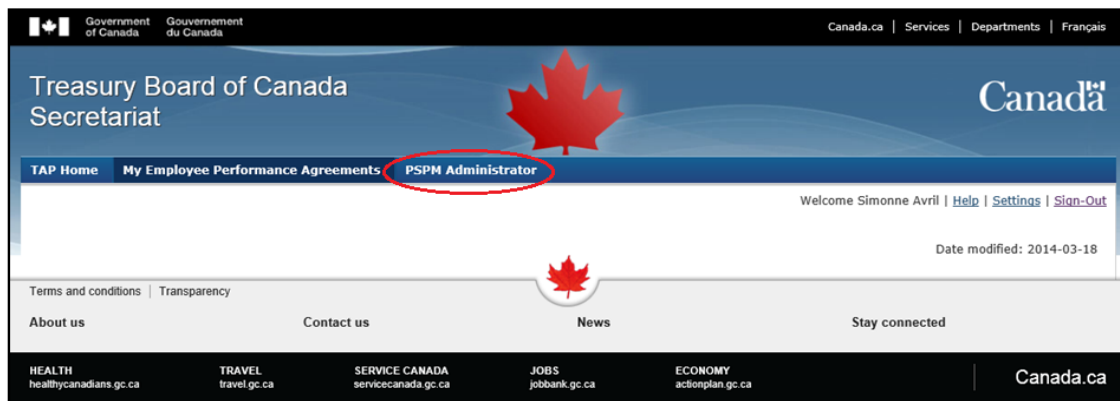 Government of Canada
Gouvernement du Canada
Canada.ca | Services | Departments | Français
Treasury Board of Canada
Secretariat
Canada
TAP Home My Employee Performance Agreements PSPM Administrator
Welcome Simonne Avril | Help | Settings | Sign-Out
Date modified: 2014-03-18
Terms and conditions | Transparency
About us Contact us News Stay connected
HEALTH TRAVEL SERVICE CANADA JOBS ECONOMY
healthycanadians.gc.ca travel.gc.ca servicecanada.gc.ca jobbank.gc.ca actionplan.gc.ca
Canada.ca